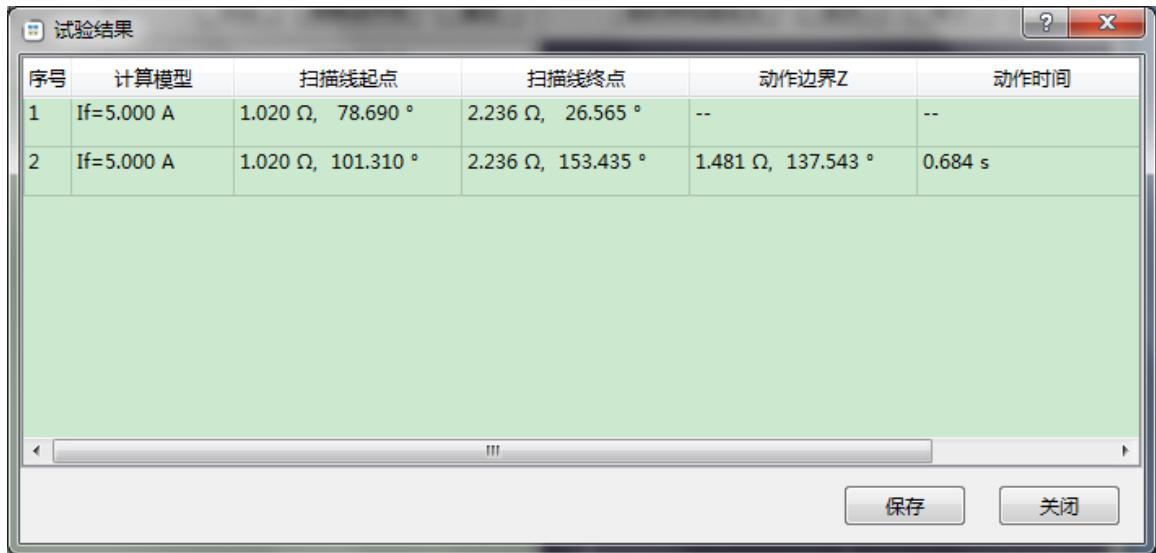 试验结果
序号 计算模型 扫描线起点 扫描线终点 动作边界Z 动作时间
1 If=5.000 A 1.020 Ω, 78.690 ° 2.236 Ω, 26.565 ° -- --
2 If=5.000 A 1.020 Ω, 101.310 ° 2.236 Ω, 153.435 ° 1.481 Ω, 137.543 ° 0.684 s
保存 关闭